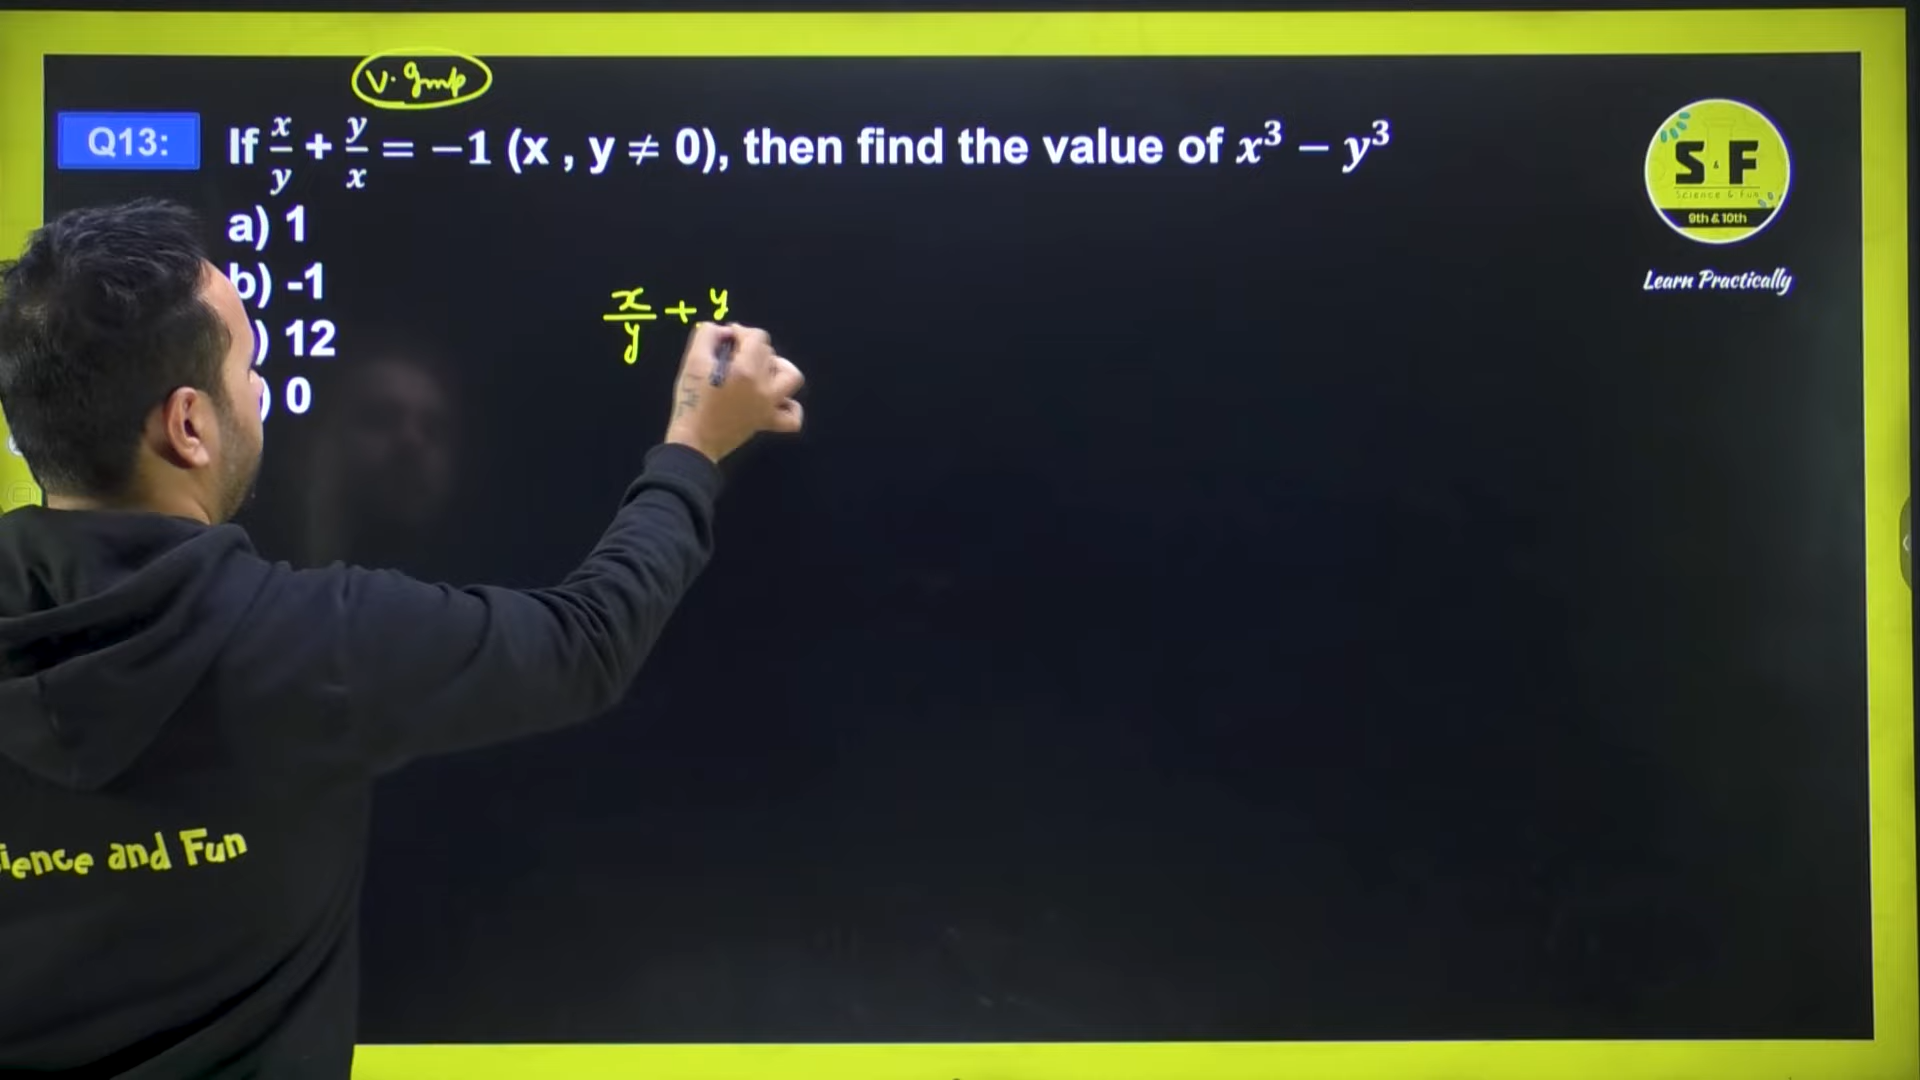 V. Imp
Q13: If x/y + y/x = −1 (x , y ≠ 0), then find the value of x³ − y³
a) 1
b) -1
) 12
) 0
x/y + y
S & F
Science & Fun
9th & 10th
Learn Practically
ience and Fun